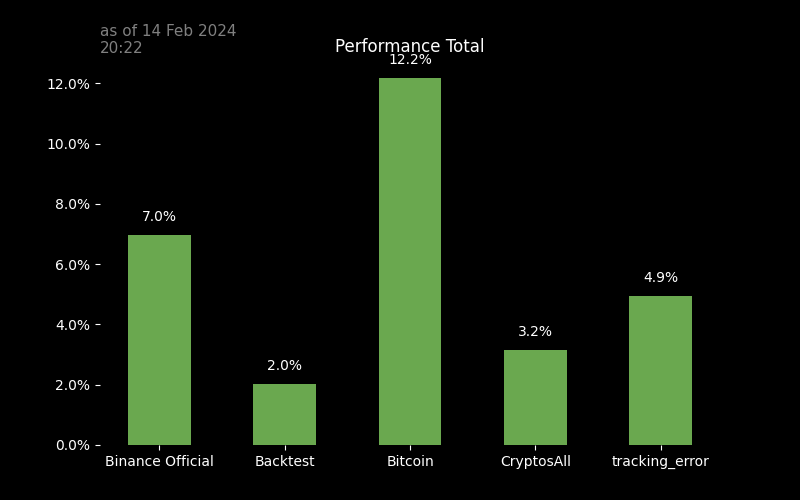 as of 14 Feb 2024
20:22
Performance Total
12.2%
12.0%
10.0%
8.0%
7.0%
6.0%
4.9%
4.0%
3.2%
2.0%
2.0%
0.0%
Binance Official
Backtest
Bitcoin
CryptosAll
tracking_error